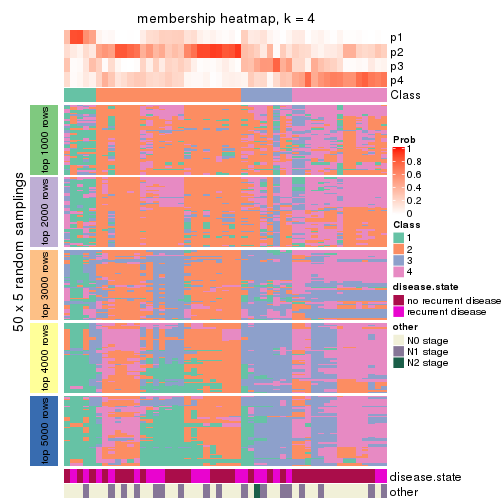 membership heatmap, k = 4
p1
p2
p3
p4
Class
50 x 5 random samplings
top 1000 rows
top 2000 rows
top 3000 rows
top 4000 rows
top 5000 rows
Prob
1
0.8
0.6
0.4
0.2
0
Class
1
2
3
4
disease.state
no recurrent disease
recurrent disease
other
N0 stage
N1 stage
N2 stage
disease.state
other